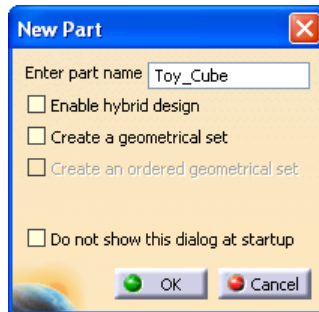 New Part
Enter part name Toy_Cube
Enable hybrid design
Create a geometrical set
Create an ordered geometrical set
Do not show this dialog at startup
OK Cancel